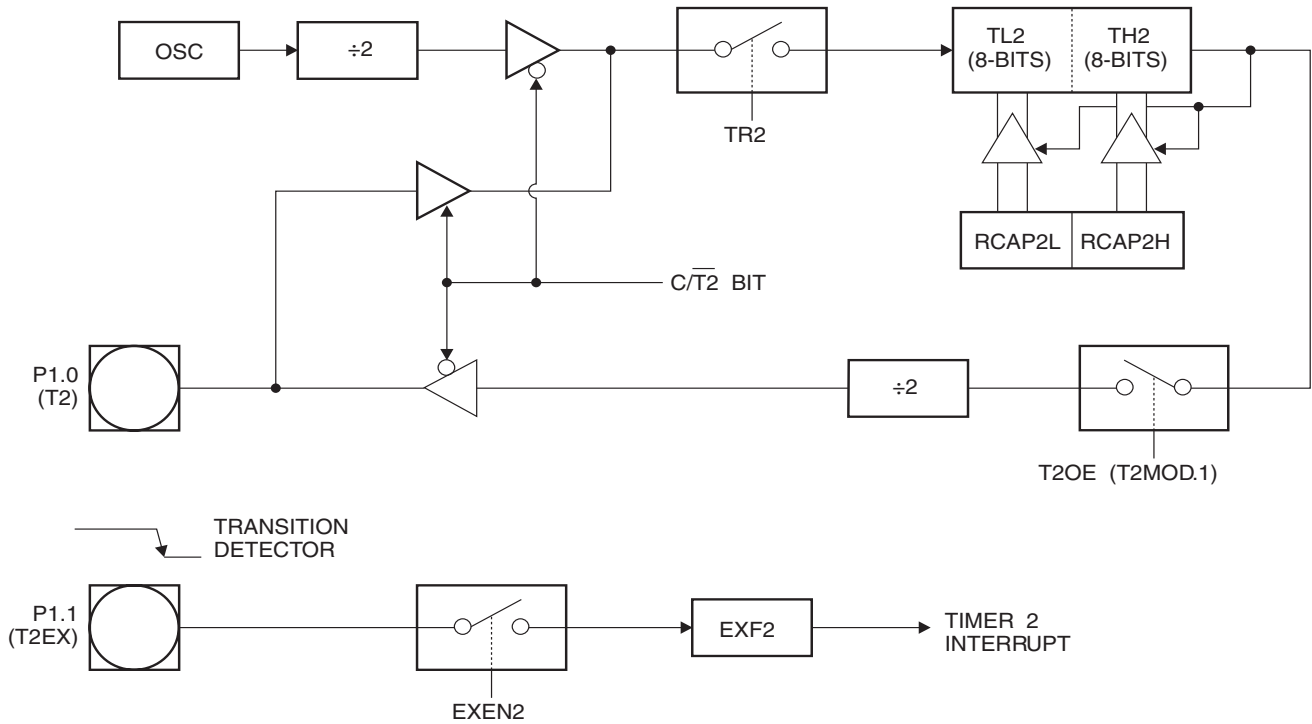 OSC
÷2
TR2
TL2
(8-BITS)
TH2
(8-BITS)
RCAP2L
RCAP2H
C/T2̅ BIT
P1.0
(T2)
÷2
T2OE (T2MOD.1)
TRANSITION
DETECTOR
P1.1
(T2EX)
EXEN2
EXF2
TIMER 2
INTERRUPT